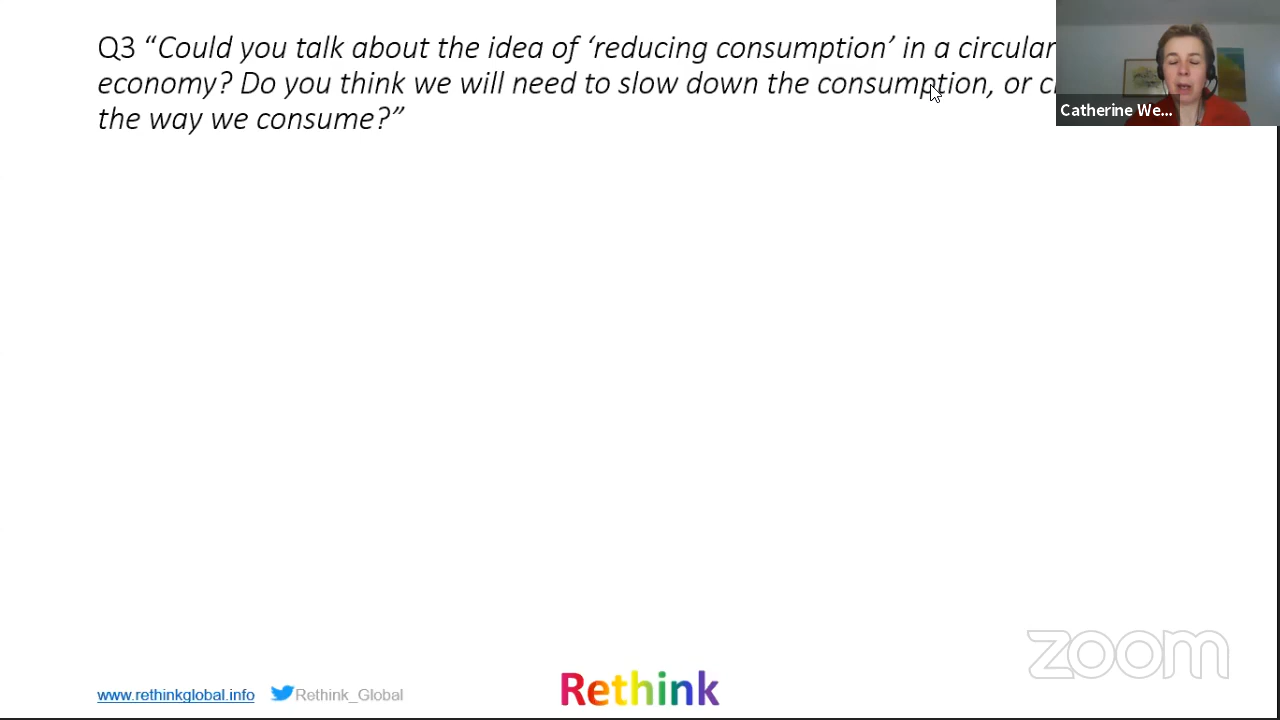 Q3 “Could you talk about the idea of ‘reducing consumption’ in a circular
economy? Do you think we will need to slow down the consumption, or
the way we consume?”
Catherine We...
zoom
www.rethinkglobal.info Rethink_Global Rethink